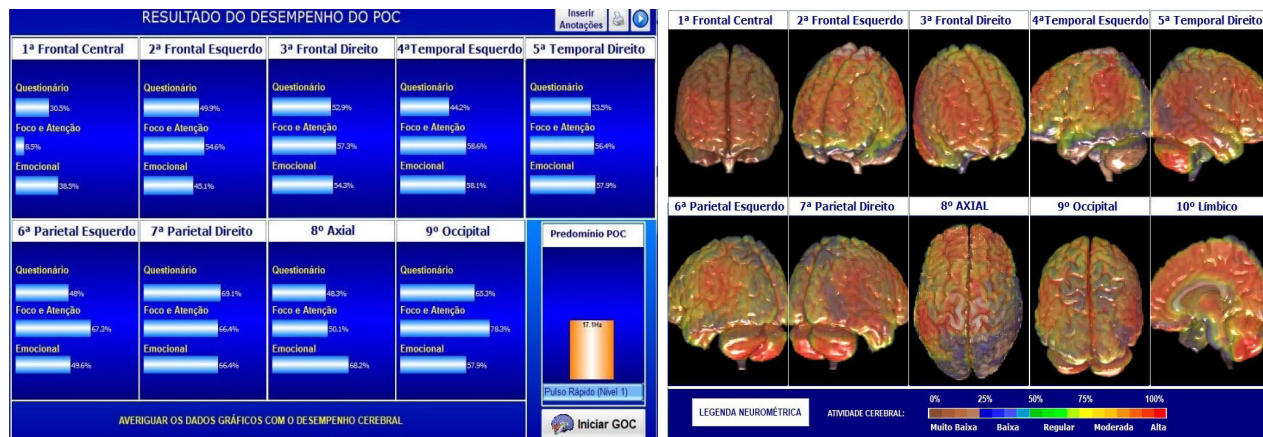 RESULTADO DO DESEMPENHO DO POC
Inserir
Anotações
1ª Frontal Central
2ª Frontal Esquerdo
3ª Frontal Direito
4ªTemporal Esquerdo
5ª Temporal Direito
Questionário
30.5%
Foco e Atenção
8.5%
Emocional
38.5%
Questionário
49.9%
Foco e Atenção
54.6%
Emocional
45.1%
Questionário
52.9%
Foco e Atenção
57.3%
Emocional
54.3%
Questionário
44.2%
Foco e Atenção
58.6%
Emocional
58.1%
Questionário
53.5%
Foco e Atenção
56.4%
Emocional
57.9%
6ª Parietal Esquerdo
7ª Parietal Direito
8º Axial
9º Occipital
Predomínio POC
Questionário
48%
Foco e Atenção
67.3%
Emocional
49.6%
Questionário
69.1%
Foco e Atenção
66.4%
Emocional
66.4%
Questionário
48.3%
Foco e Atenção
50.1%
Emocional
68.2%
Questionário
65.3%
Foco e Atenção
78.3%
Emocional
57.9%
17.1Hz
Pulso Rápido (Nível 1)
AVERIGUAR OS DADOS GRÁFICOS COM O DESEMPENHO CEREBRAL
Iniciar GOC
1ª Frontal Central
2ª Frontal Esquerdo
3ª Frontal Direito
4ªTemporal Esquerdo
5ª Temporal Direito
6ª Parietal Esquerdo
7ª Parietal Direito
8º AXIAL
9º Occipital
10º Límbico
LEGENDA NEUROMÉTRICA
ATIVIDADE CEREBRAL:
0% 25% 50% 75% 100%
Muito Baixa Baixa Regular Moderada Alta